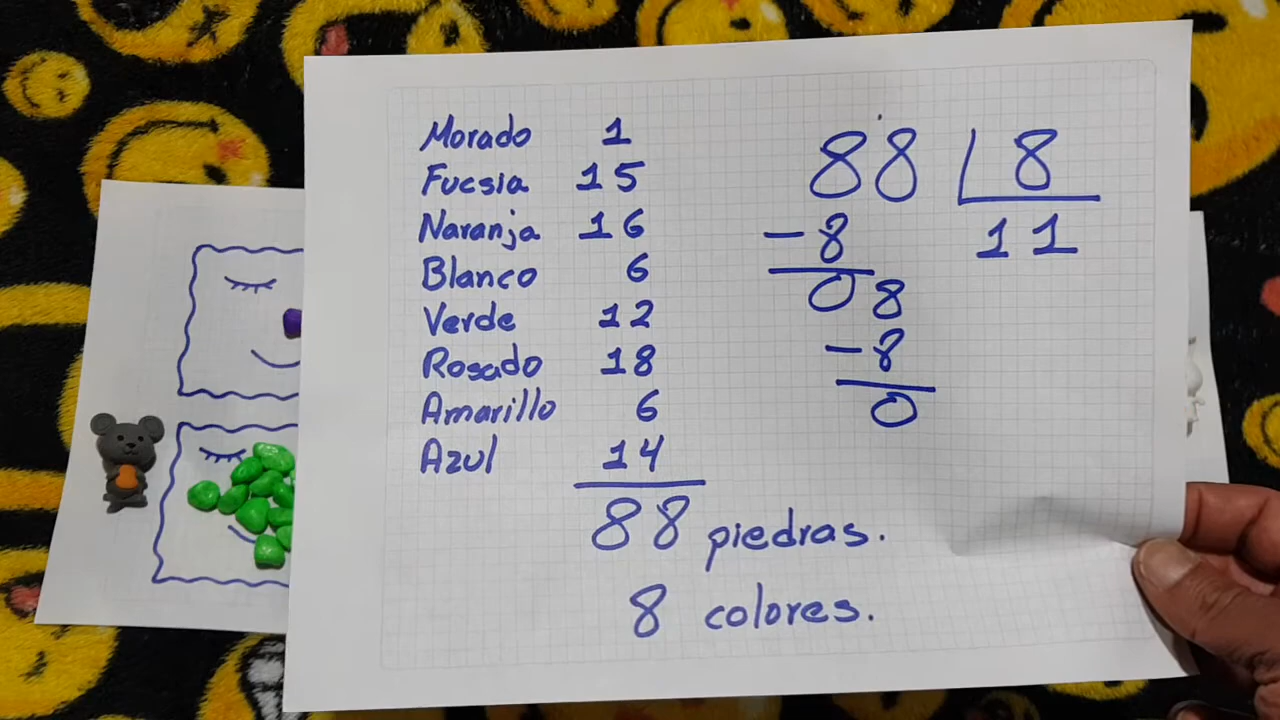 Morado 1
Fucsia 15
Naranja 16
Blanco 6
Verde 12
Rosado 18
Amarillo 6
Azul 14
88 piedras.
8 colores.
88 8
-8 11
08
-8
0